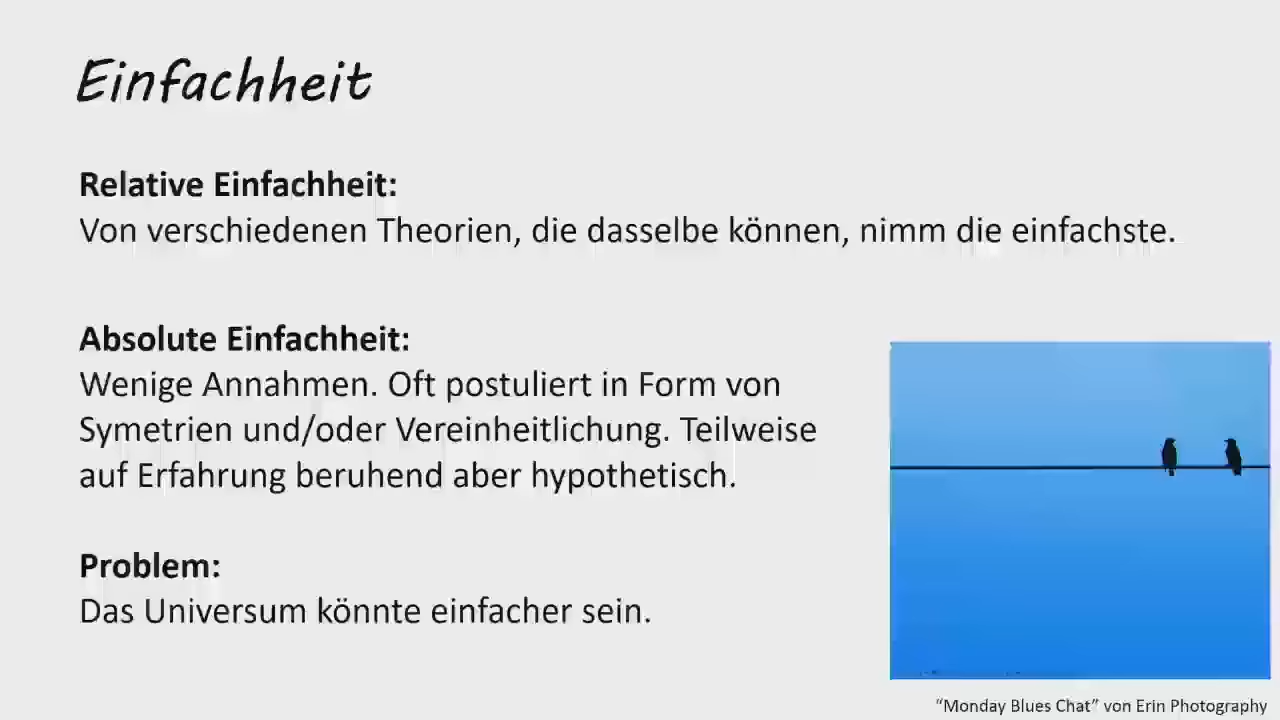 Einfachheit
Relative Einfachheit:
Von verschiedenen Theorien, die dasselbe können, nimm die einfachste.
Absolute Einfachheit:
Wenige Annahmen. Oft postuliert in Form von
Symetrien und/oder Vereinheitlichung. Teilweise
auf Erfahrung beruhend aber hypothetisch.
Problem:
Das Universum könnte einfacher sein.
“Monday Blues Chat” von Erin Photography